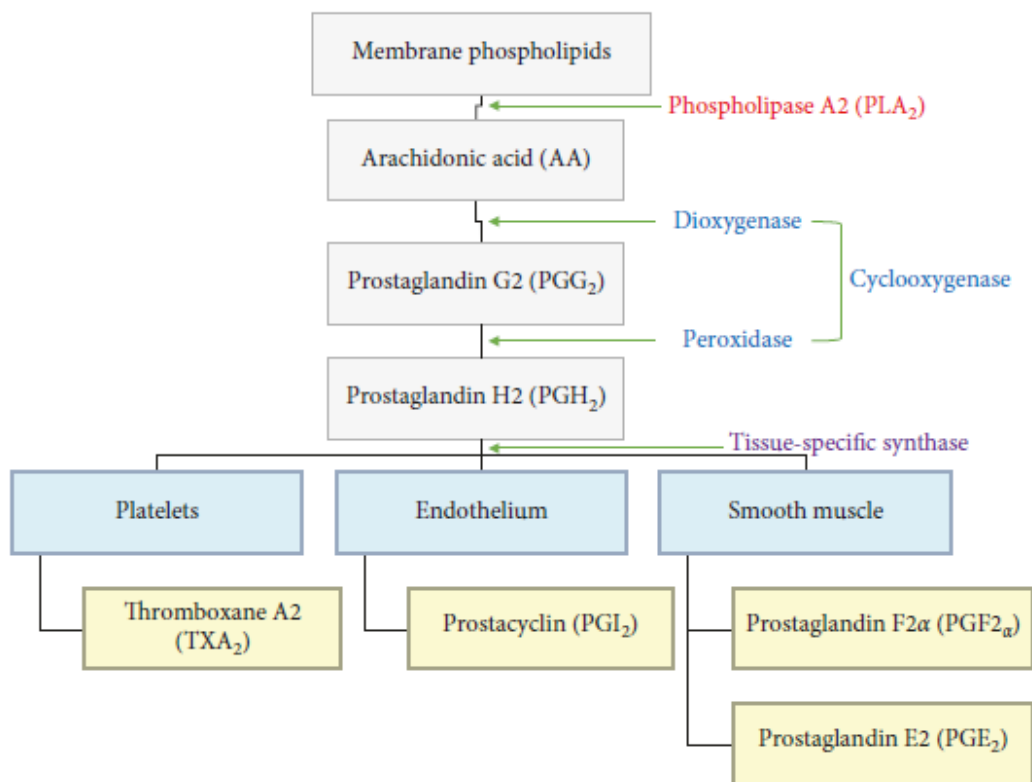 Membrane phospholipids
Phospholipase A2 (PLA₂)
Arachidonic acid (AA)
Dioxygenase
Prostaglandin G2 (PGG₂)
Cyclooxygenase
Peroxidase
Prostaglandin H2 (PGH₂)
Tissue-specific synthase
Platelets
Endothelium
Smooth muscle
Thromboxane A2
(TXA₂)
Prostacyclin (PGI₂)
Prostaglandin F2α (PGF2α)
Prostaglandin E2 (PGE₂)